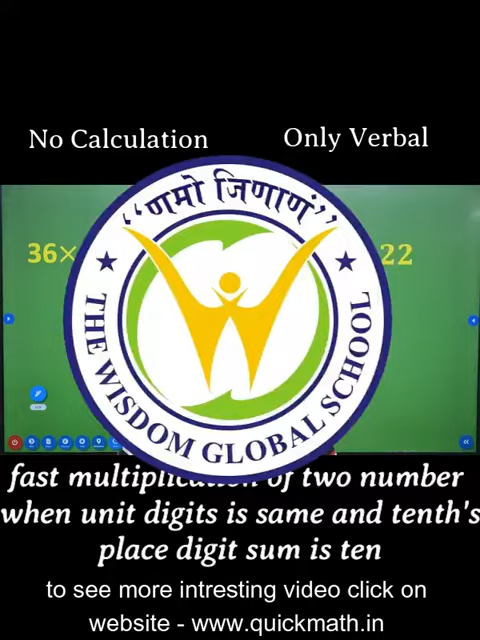 No Calculation
Only Verbal
‘‘णमो जिणाणं’’
36×
22
THE WISDOM GLOBAL SCHOOL
fast of two number
when unit digits is same and tenth's
place digit sum is ten
to see more intresting video click on
website - www.quickmath.in